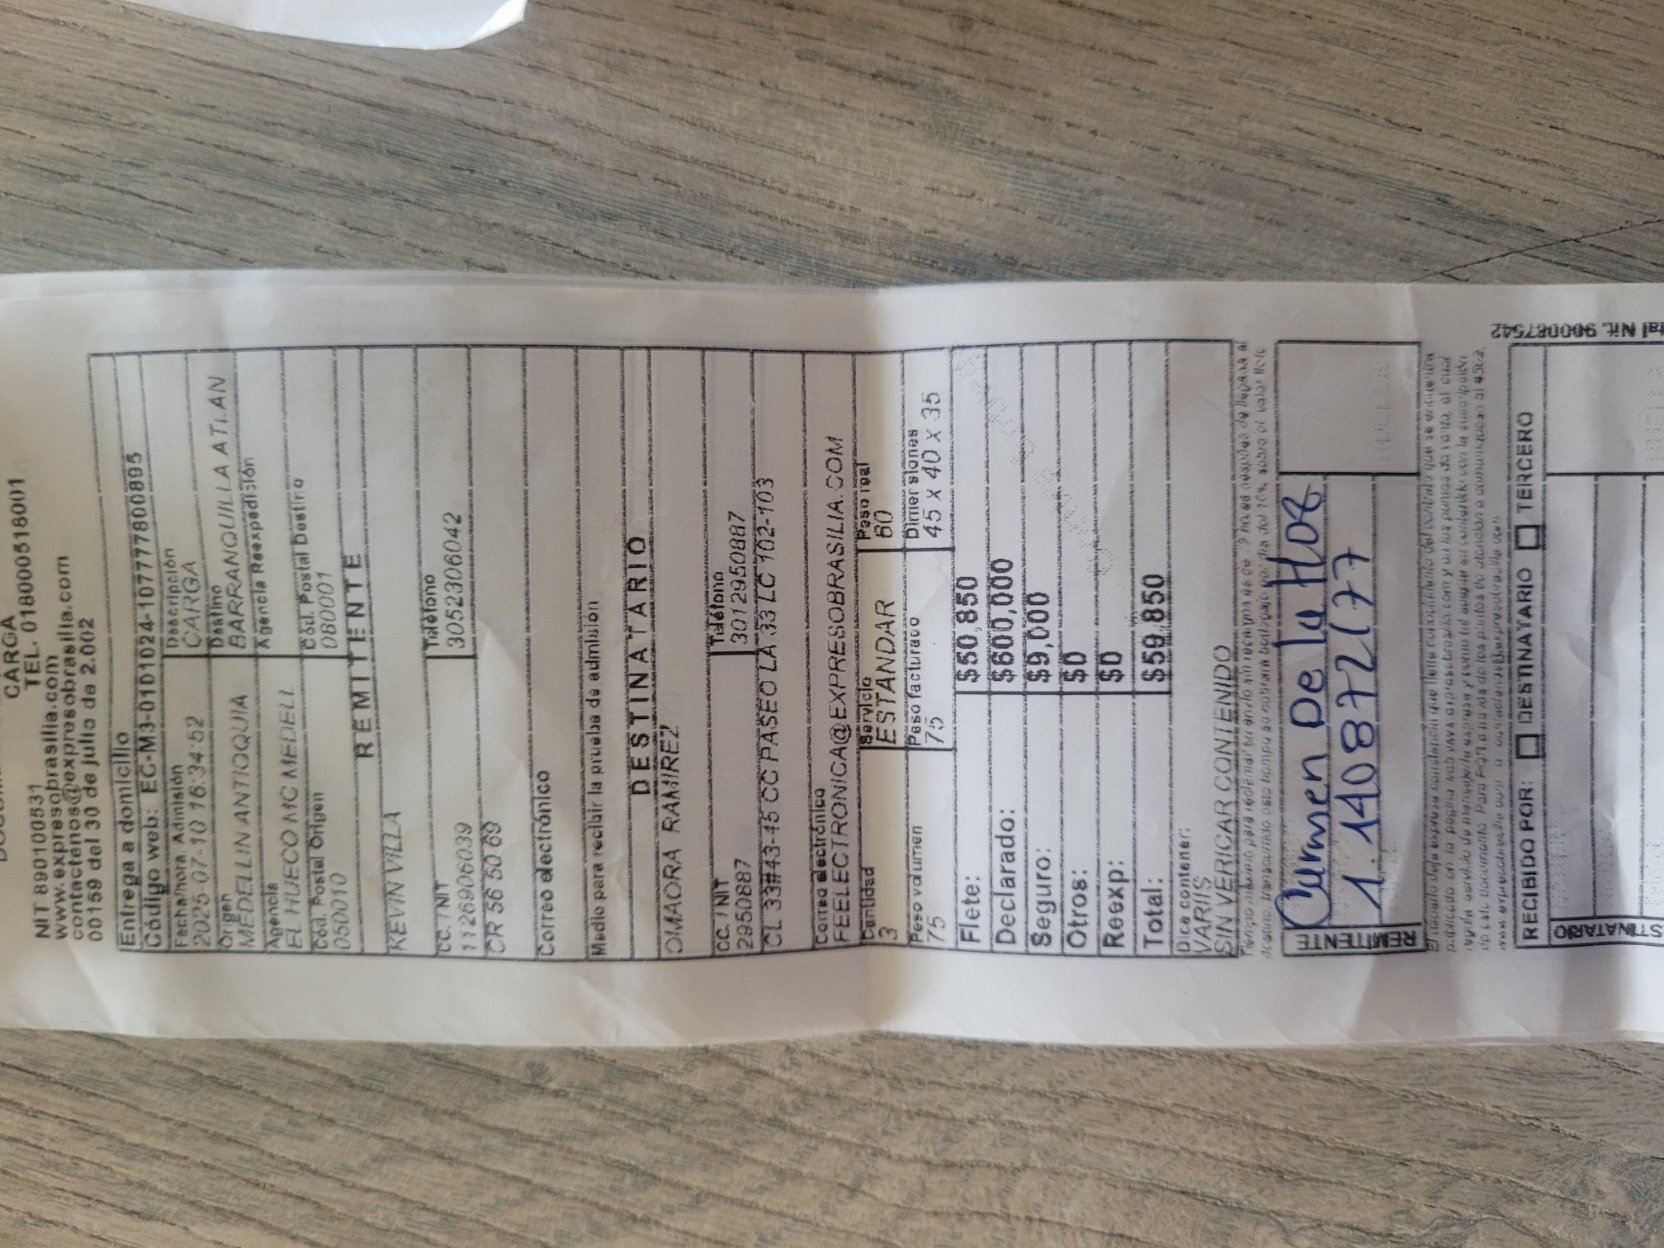 CARGA
NIT 890100531 TEL. 018000518001
www.expresobrasilia.com
contactenos@expresobrasilia.com
00159 del 30 de julio de 2.002
Entrega a domicilio
Código web: EC-M3-0101024-1077777800895
Fecha/hora Admisión Descripción
2025-07-10 16:34:52 CARGA
Origen Destino
MEDELLIN ANTIOQUIA BARRANQUILLA ATLAN
Agencia Agencia Reexpedición
EL HUECO MC MEDELL
Cód. Postal Origen Cód. Postal Destino
050010 080001
REMITENTE
KEVIN VILLA
CC. / NIT Teléfono
1126906039 3052306042
CR 56 50 69
Correo electrónico
Medio para recibir la prueba de admisión
DESTINATARIO
OMAORA RAMIREZ
CC. / NIT Teléfono
2950887 3012950887
CL 33#43-45 CC PASEO LA 33 LC 102-103
Correo electrónico
FEELECTRONICA@EXPRESOBRASILIA.COM
Cantidad Servicio Peso real
3 ESTANDAR 60
Peso volumen Peso facturado Dimensiones
75 75 45 X 40 X 35
Flete: $50,850
Declarado: $600,000
Seguro: $9,000
Otros: $0
Reexp: $0
Total: $59,850
Dice contener:
VARIIS
SIN VERICAR CONTENIDO
REMITENTE
Carmen De la Hoz
1.140872177
RECIBIDO POR: DESTINATARIO TERCERO
tal Nit. 900087542